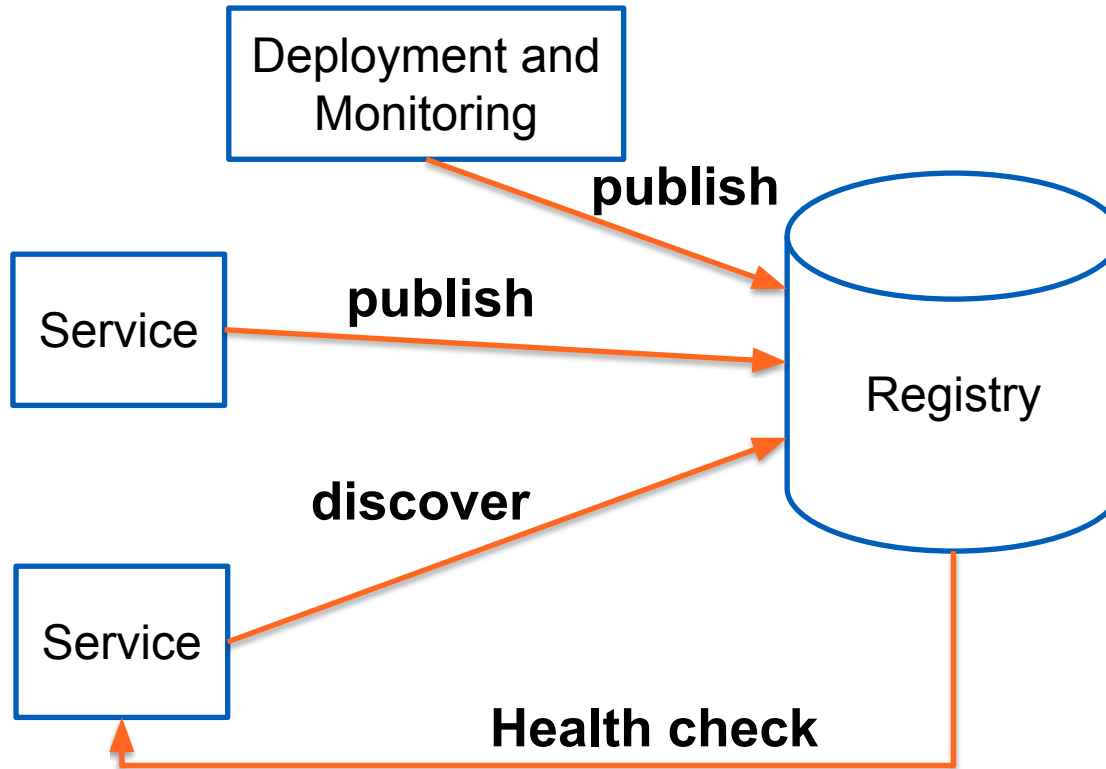 Deployment and
Monitoring
publish
publish
Service
Registry
discover
Service
Health check